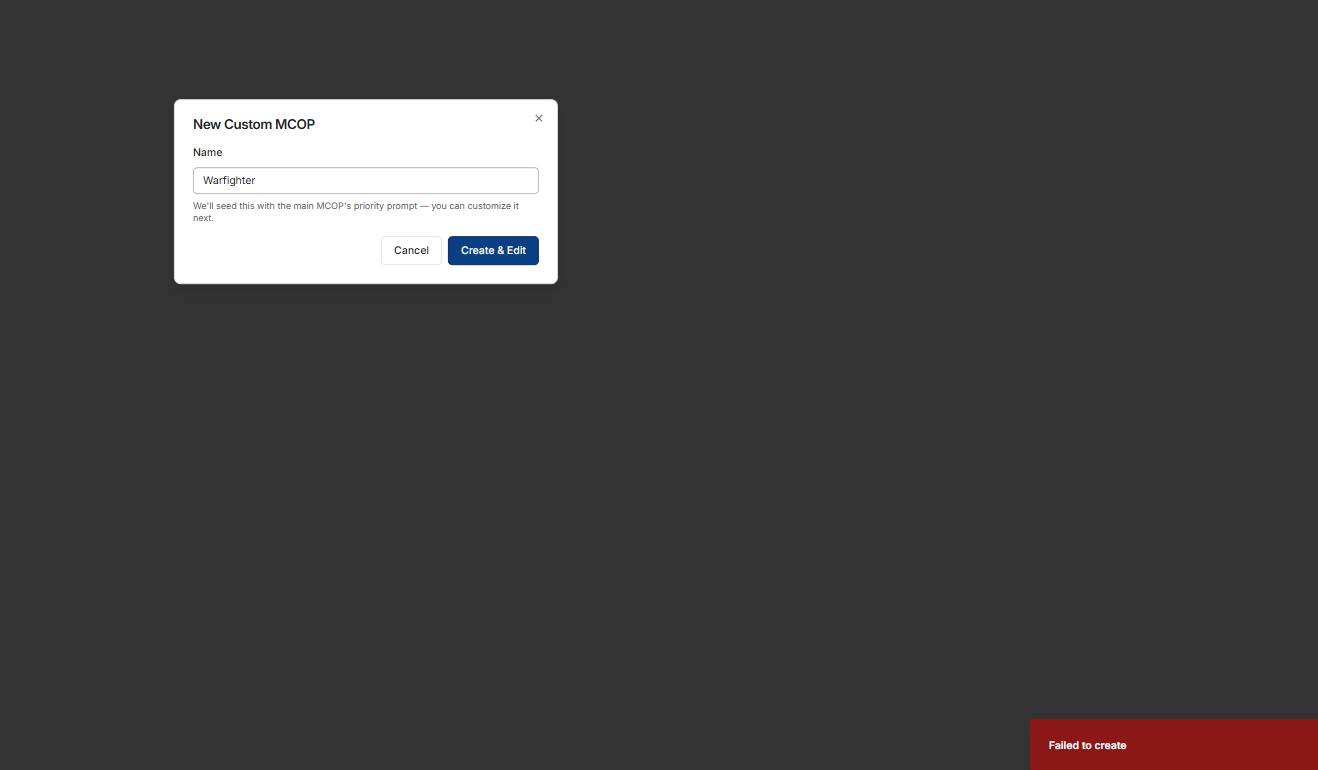 New Custom MCOP
Name
Warfighter
We'll seed this with the main MCOP's priority prompt — you can customize it
next.
Cancel
Create & Edit
Failed to create